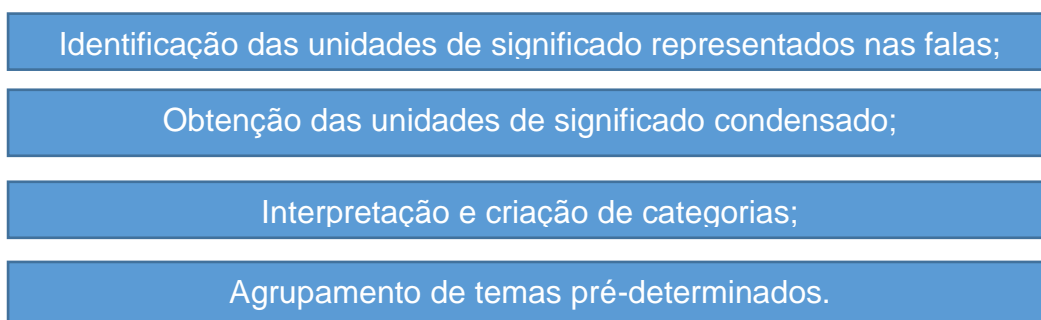 Identificação das unidades de significado representados nas falas;
Obtenção das unidades de significado condensado;
Interpretação e criação de categorias;
Agrupamento de temas pré-determinados.